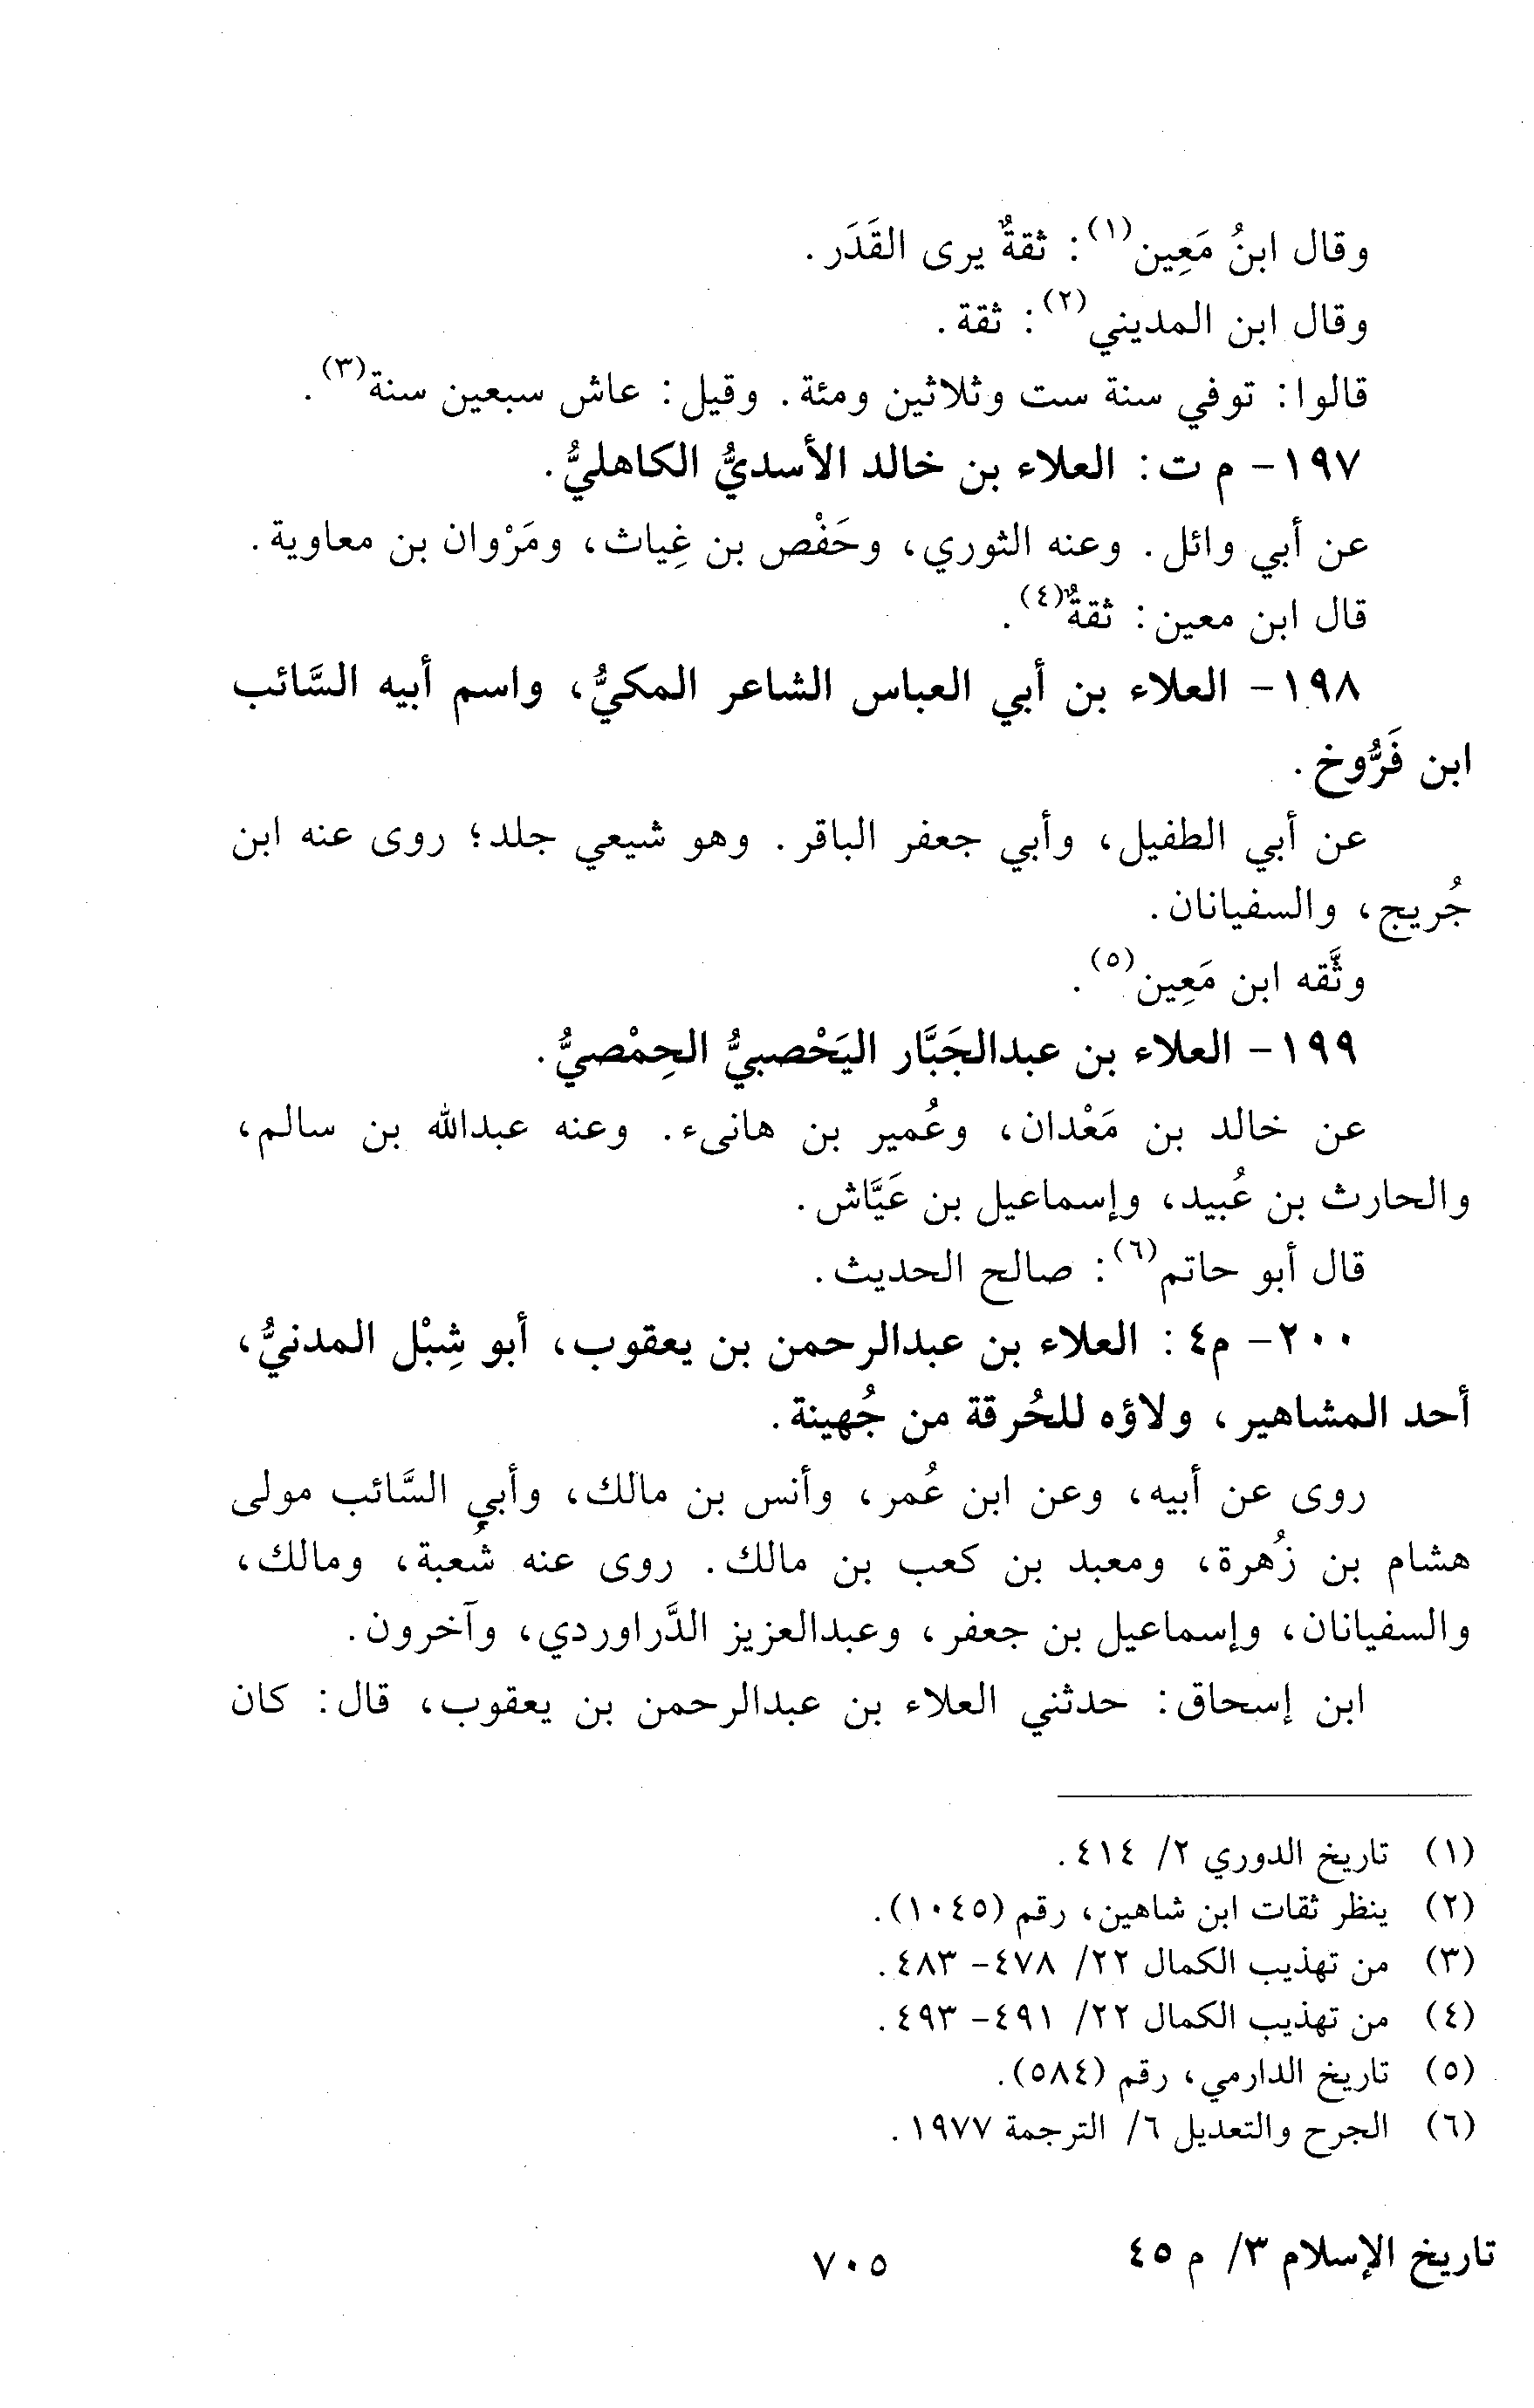 وقال ابنُ مَعِين(١): ثقةٌ يرى القَدَر.
وقال ابن المديني(٢): ثقة.
قالوا: توفي سنة ست وثلاثين ومئة. وقيل: عاش سبعين سنة(٣).
١٩٧- م ت: العلاء بن خالد الأسديُّ الكاهليُّ.
عن أبي وائل. وعنه الثوري، وحَفْص بن غِياث، ومَرْوان بن معاوية.
قال ابن معين: ثقةٌ(٤).
١٩٨- العلاء بن أبي العباس الشاعر المكيُّ، واسم أبيه السَّائب
ابن فَرُّوخ.
عن أبي الطفيل، وأبي جعفر الباقر. وهو شيعي جلد؛ روى عنه ابن
جُريج، والسفيانان.
وثَّقه ابن مَعِين(٥).
١٩٩- العلاء بن عبدالجَبَّار اليَحْصبيُّ الحِمْصيُّ.
عن خالد بن مَعْدان، وعُمير بن هانىء. وعنه عبدالله بن سالم،
والحارث بن عُبيد، وإسماعيل بن عَيَّاش.
قال أبو حاتم(٦): صالح الحديث.
٢٠٠- م٤: العلاء بن عبدالرحمن بن يعقوب، أبو شِبْل المدنيُّ،
أحد المشاهير، ولاؤه للحُرقة من جُهينة.
روى عن أبيه، وعن ابن عُمر، وأنس بن مالك، وأبي السَّائب مولى
هشام بن زُهرة، ومعبد بن كعب بن مالك. روى عنه شُعبة، ومالك،
والسفيانان، وإسماعيل بن جعفر، وعبدالعزيز الدَّراوردي، وآخرون.
ابن إسحاق: حدثني العلاء بن عبدالرحمن بن يعقوب، قال: كان
(١) تاريخ الدوري ٢/ ٤١٤.
(٢) ينظر ثقات ابن شاهين، رقم (١٠٤٥).
(٣) من تهذيب الكمال ٢٢/ ٤٧٨- ٤٨٣.
(٤) من تهذيب الكمال ٢٢/ ٤٩١- ٤٩٣.
(٥) تاريخ الدارمي، رقم (٥٨٤).
(٦) الجرح والتعديل ٦/ الترجمة ١٩٧٧.
تاريخ الإسلام ٣/ م ٤٥
٧٠٥